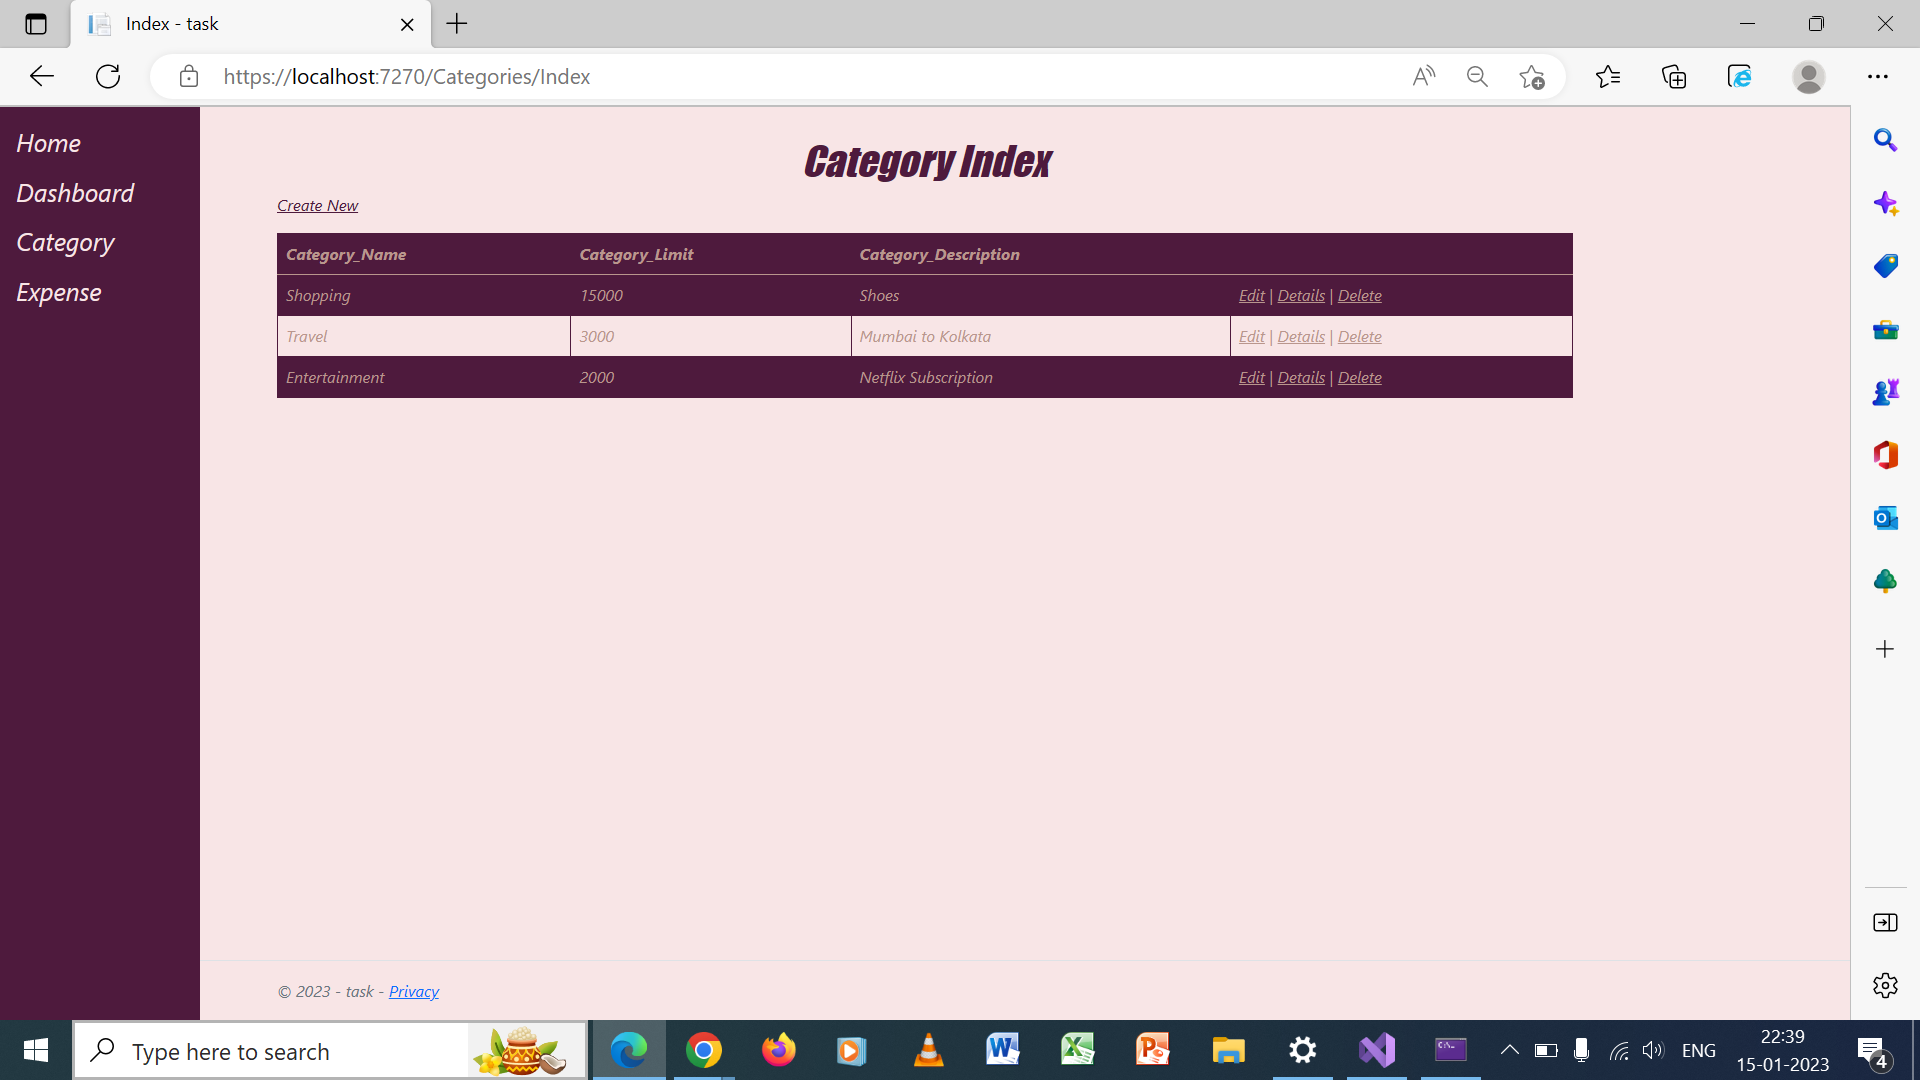 Index - task
https://localhost:7270/Categories/Index
Home
Dashboard
Category
Expense
Category Index
Create New
Category_Name Category_Limit Category_Description
Shopping 15000 Shoes Edit | Details | Delete
Travel 3000 Mumbai to Kolkata Edit | Details | Delete
Entertainment 2000 Netflix Subscription Edit | Details | Delete
© 2023 - task - Privacy
Type here to search
ENG
22:39
15-01-2023
4